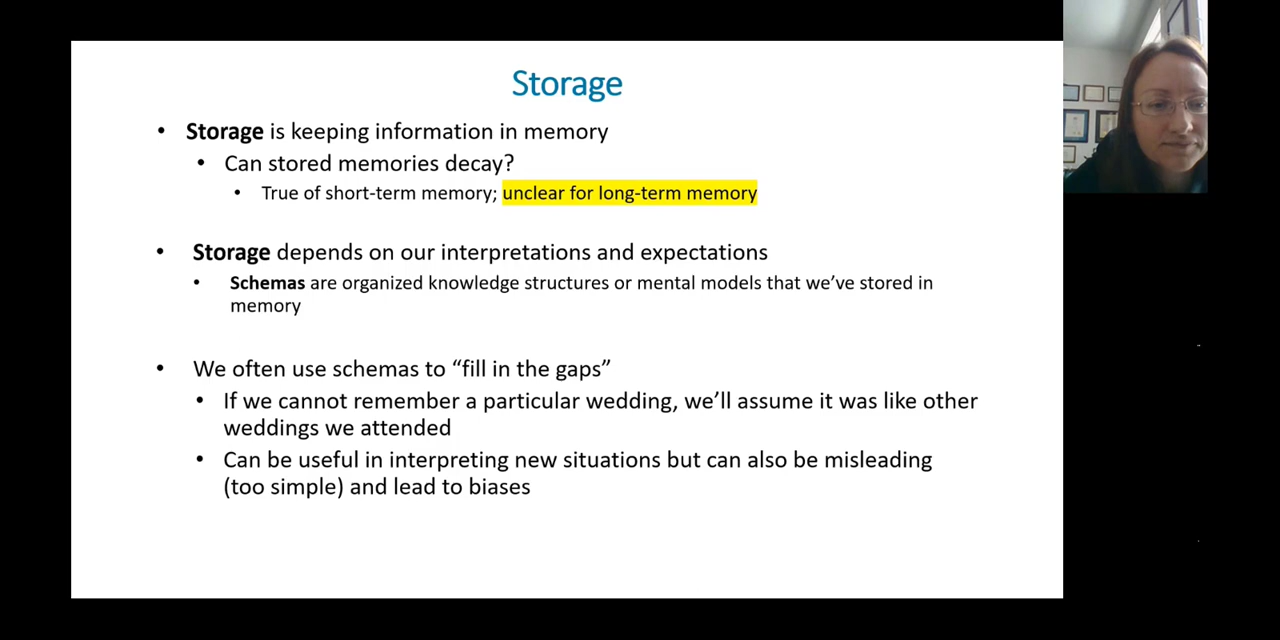 Storage
• Storage is keeping information in memory
• Can stored memories decay?
• True of short-term memory; unclear for long-term memory
• Storage depends on our interpretations and expectations
• Schemas are organized knowledge structures or mental models that we’ve stored in
memory
• We often use schemas to “fill in the gaps”
• If we cannot remember a particular wedding, we’ll assume it was like other
weddings we attended
• Can be useful in interpreting new situations but can also be misleading
(too simple) and lead to biases